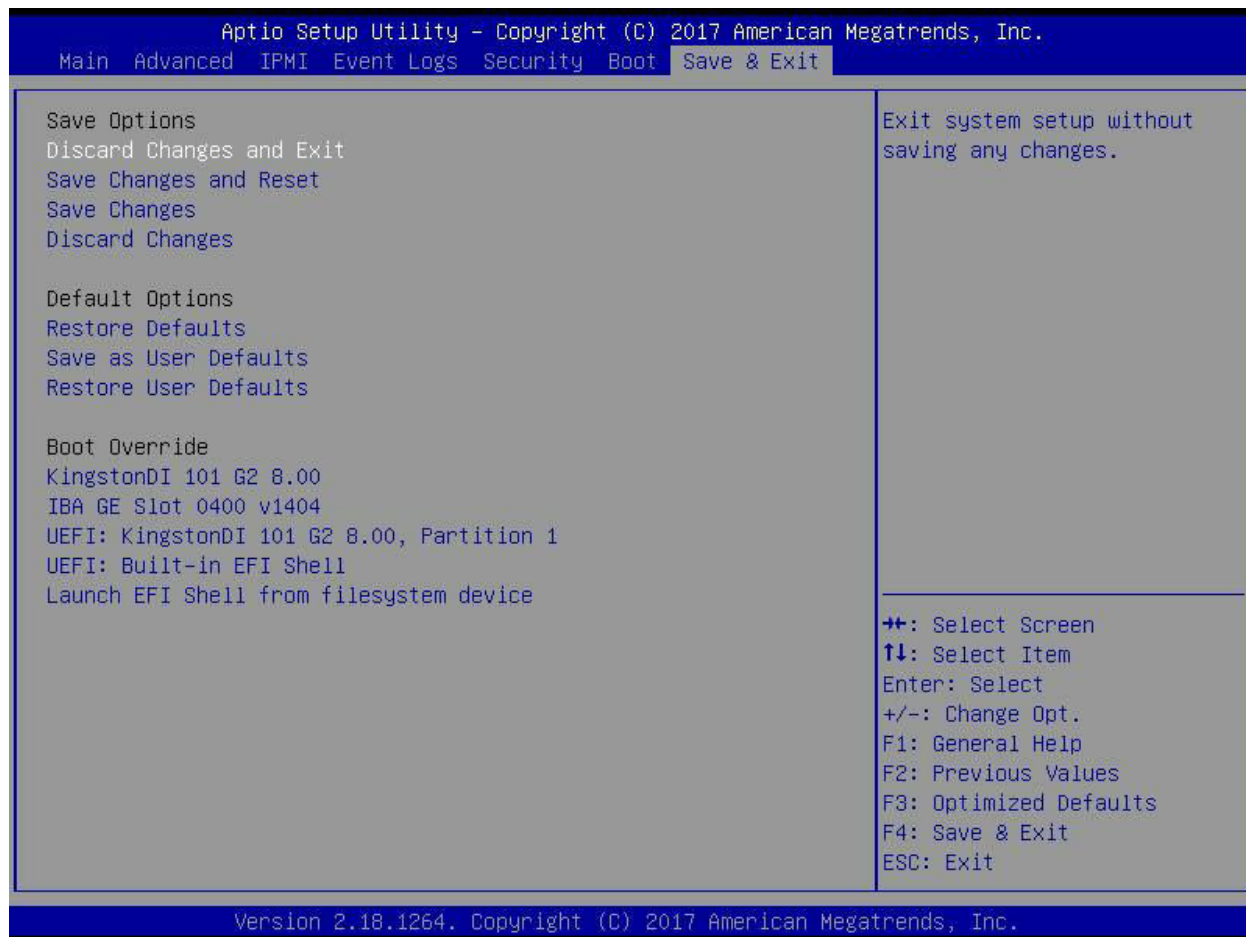 Aptio Setup Utility – Copyright (C) 2017 American Megatrends, Inc.
Main Advanced IPMI Event Logs Security Boot Save & Exit
Save Options
Discard Changes and Exit
Save Changes and Reset
Save Changes
Discard Changes
Default Options
Restore Defaults
Save as User Defaults
Restore User Defaults
Boot Override
KingstonDI 101 G2 8.00
IBA GE Slot 0400 v1404
UEFI: KingstonDI 101 G2 8.00, Partition 1
UEFI: Built-in EFI Shell
Launch EFI Shell from filesystem device
Exit system setup without
saving any changes.
→←: Select Screen
↑↓: Select Item
Enter: Select
+/-: Change Opt.
F1: General Help
F2: Previous Values
F3: Optimized Defaults
F4: Save & Exit
ESC: Exit
Version 2.18.1264. Copyright (C) 2017 American Megatrends, Inc.